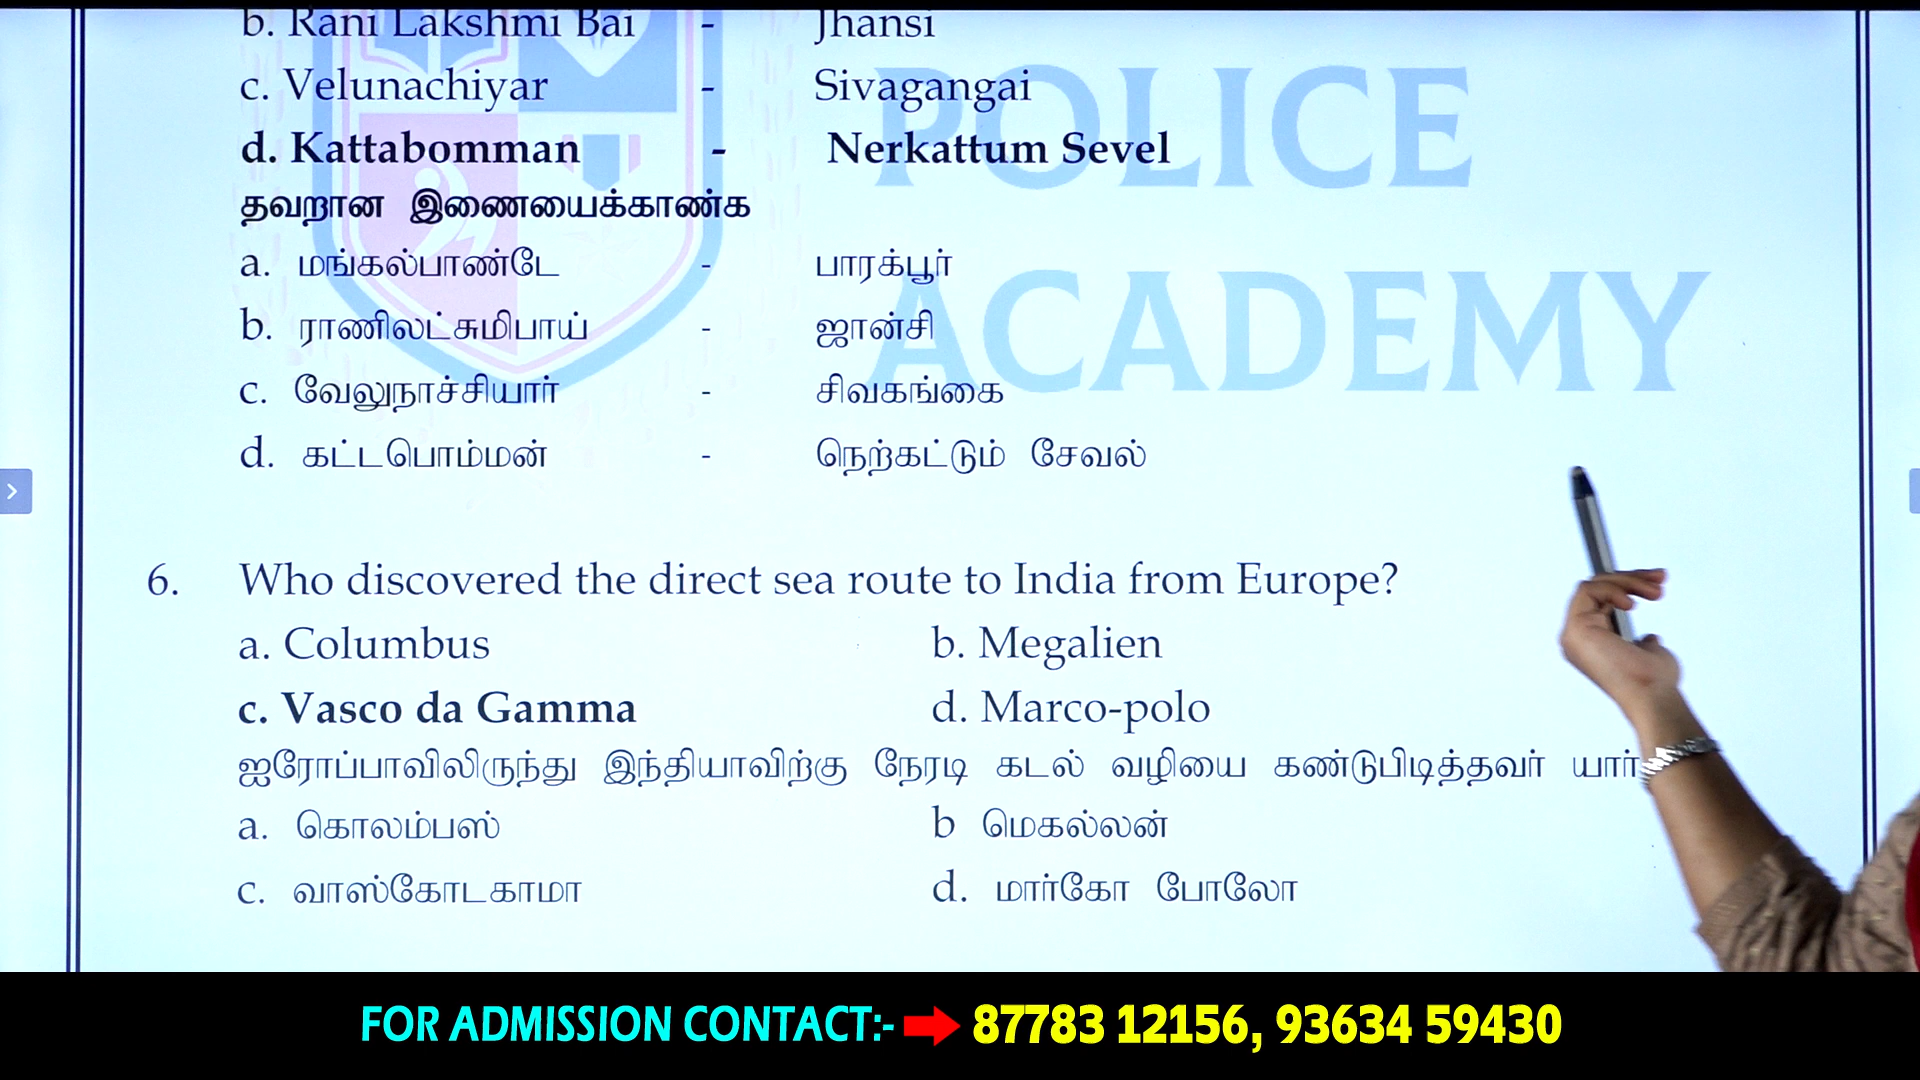 b. Rani Lakshmi Bai - Jhansi
c. Velunachiyar - Sivagangai
d. Kattabomman - Nerkattum Sevel
தவறான இணையைக்காண்க
a. மங்கல்பாண்டே - பாரக்பூர்
b. ராணிலட்சுமிபாய் - ஜான்சி
c. வேலுநாச்சியார் - சிவகங்கை
d. கட்டபொம்மன் - நெற்கட்டும் சேவல்
POLICE
ACADEMY
6. Who discovered the direct sea route to India from Europe?
a. Columbus b. Megalien
c. Vasco da Gamma d. Marco-polo
ஐரோப்பாவிலிருந்து இந்தியாவிற்கு நேரடி கடல் வழியை கண்டுபிடித்தவர் யார்
a. கொலம்பஸ் b மெகல்லன்
c. வாஸ்கோடகாமா d. மார்கோ போலோ
FOR ADMISSION CONTACT:- 87783 12156, 93634 59430